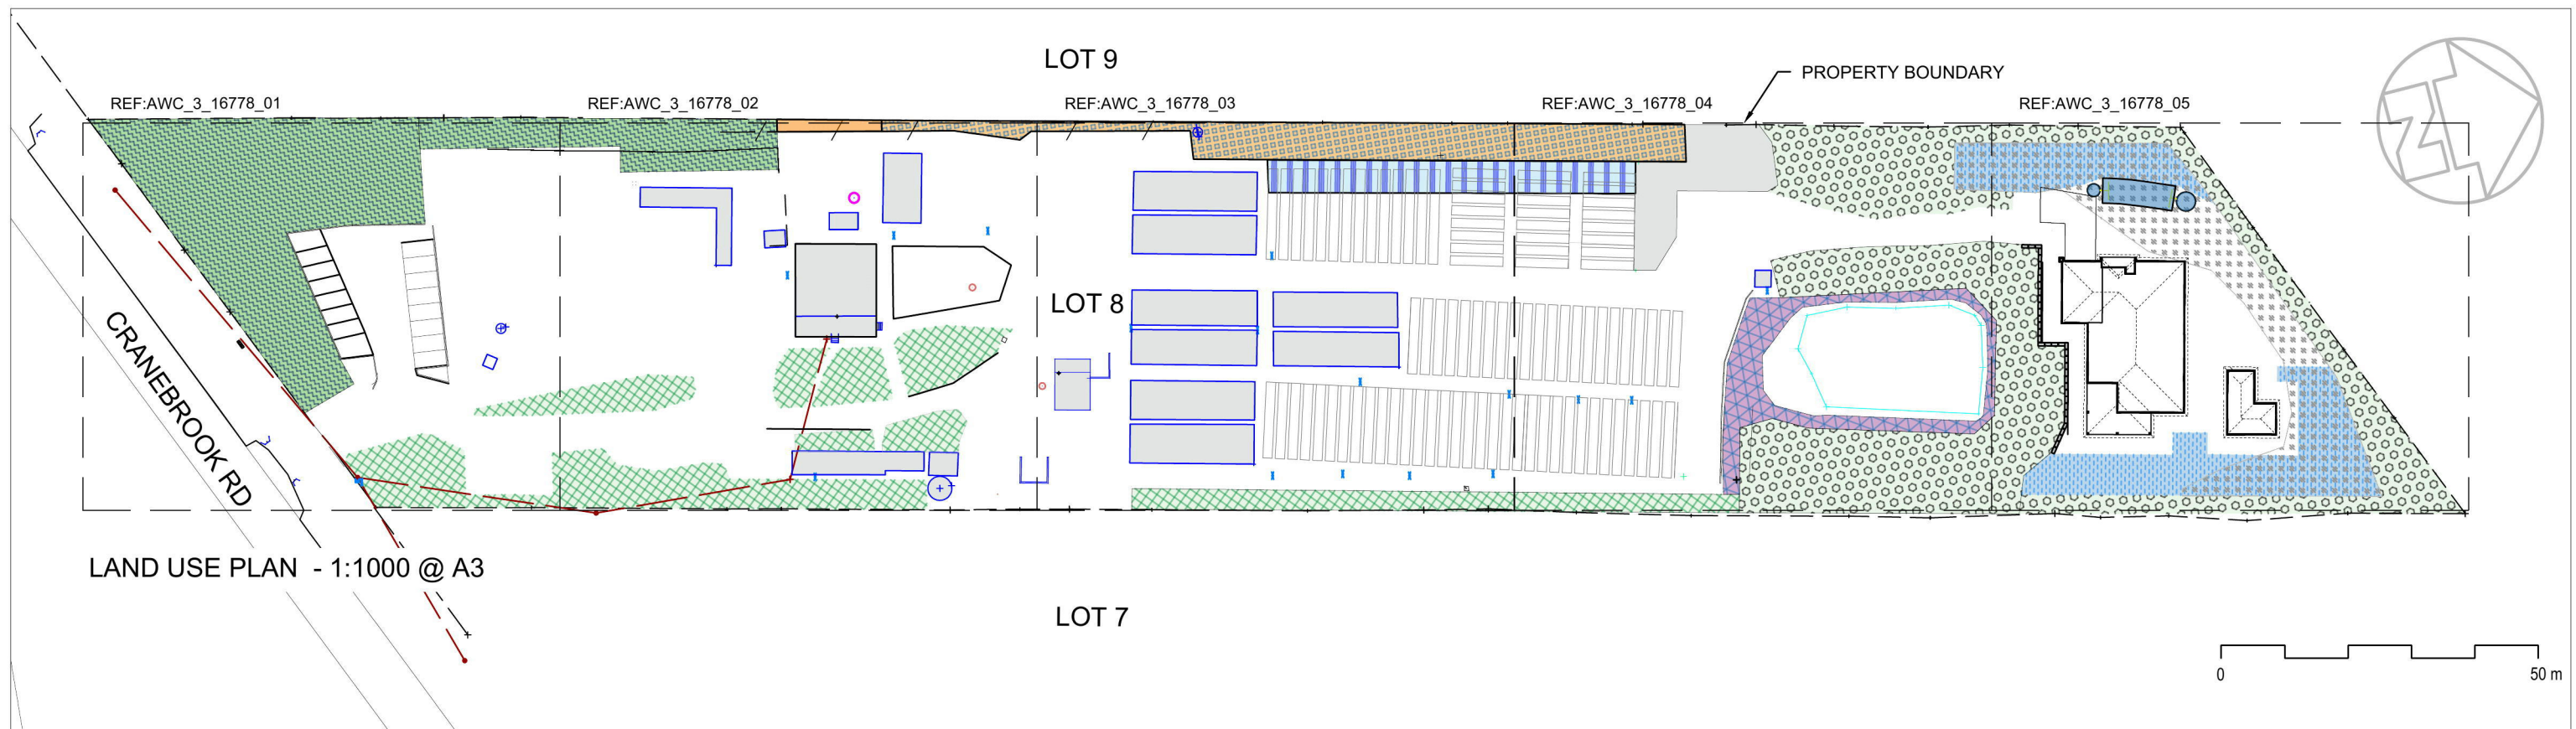 LOT 9
PROPERTY BOUNDARY
REF:AWC_3_16778_01
REF:AWC_3_16778_02
REF:AWC_3_16778_03
REF:AWC_3_16778_04
REF:AWC_3_16778_05
N
LOT 8
CRANEBROOK RD
LAND USE PLAN - 1:1000 @ A3
LOT 7
0
50 m